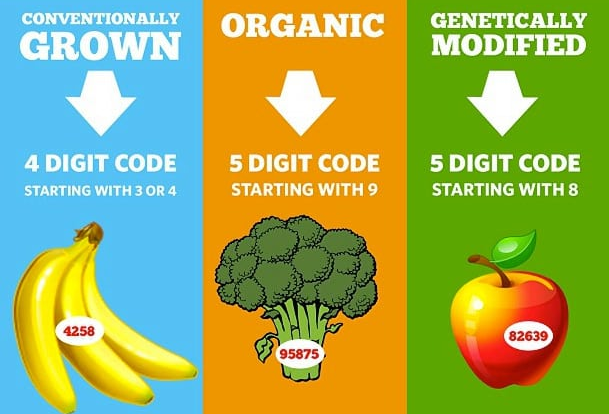 CONVENTIONALLY
GROWN
4 DIGIT CODE
STARTING WITH 3 OR 4
4258
ORGANIC
5 DIGIT CODE
STARTING WITH 9
95875
GENETICALLY
MODIFIED
5 DIGIT CODE
STARTING WITH 8
82639